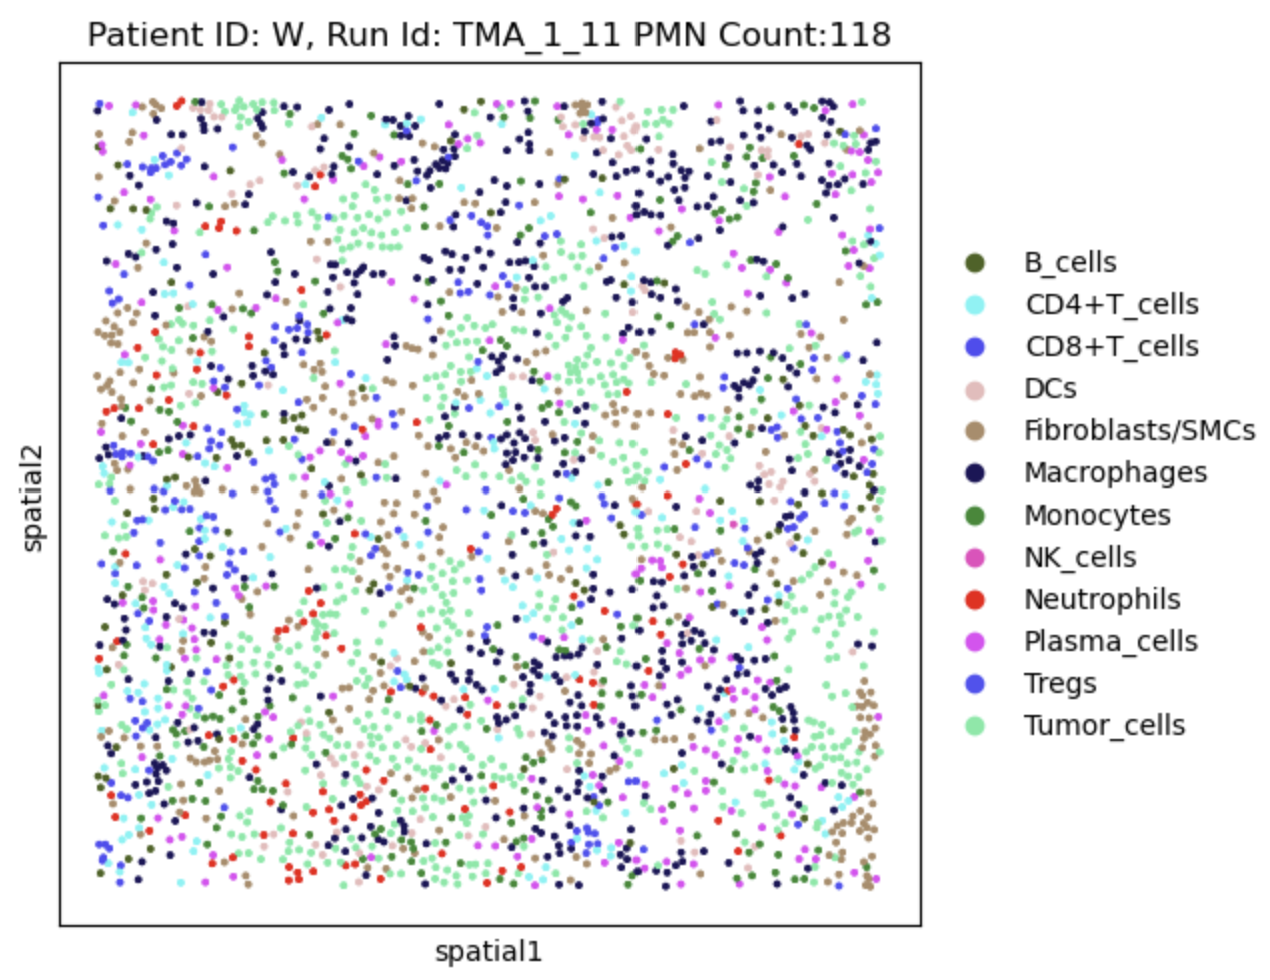 Patient ID: W, Run Id: TMA_1_11 PMN Count:118
spatial2
spatial1
B_cells
CD4+T_cells
CD8+T_cells
DCs
Fibroblasts/SMCs
Macrophages
Monocytes
NK_cells
Neutrophils
Plasma_cells
Tregs
Tumor_cells